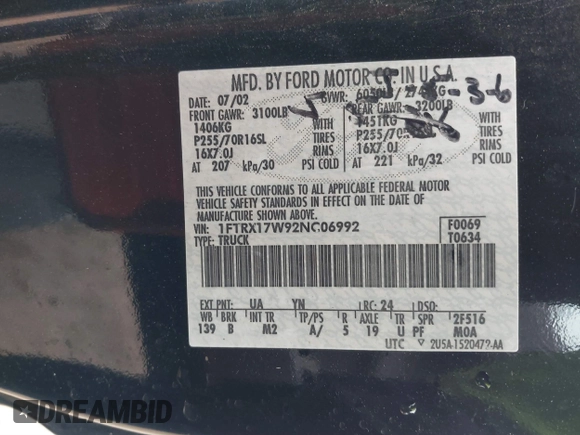 MFD. BY FORD MOTOR CO. IN U.S.A.
DATE: 07/02 GVWR:
FRONT GAWR: 3100LB REAR GAWR: 3200LB
1406KG WITH 1451KG WITH
P255/70R16SL TIRES TIRES
16X7.0J RIMS 16X7.0J RIMS
AT 207 kPa/30 PSI COLD AT 221 kPa/32 PSI COLD
THIS VEHICLE CONFORMS TO ALL APPLICABLE FEDERAL MOTOR
VEHICLE SAFETY STANDARDS IN EFFECT ON THE DATE OF
MANUFACTURE SHOWN ABOVE.
VIN: 1FTRX17W92NC06992 F0069
TYPE: TRUCK T0634
EXT PNT: UA YN RC: 24 DSO:
WB BRK INT TR TP/PS R AXLE TR SPR 2F516
139 B M2 A/ 5 19 U PF M0A
UTC 2U5A-1520472-AA
DREAMBID